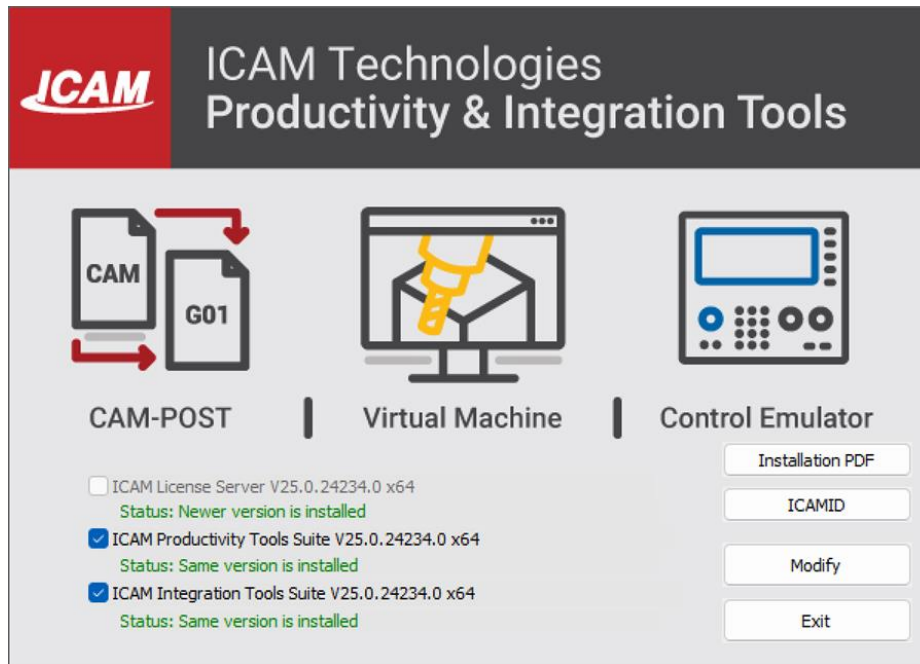 ICAM
ICAM Technologies
Productivity & Integration Tools
CAM
G01
CAM-POST | Virtual Machine | Control Emulator
Installation PDF
ICAM License Server V25.0.24234.0 x64
Status: Newer version is installed
ICAMID
ICAM Productivity Tools Suite V25.0.24234.0 x64
Status: Same version is installed
Modify
ICAM Integration Tools Suite V25.0.24234.0 x64
Status: Same version is installed
Exit